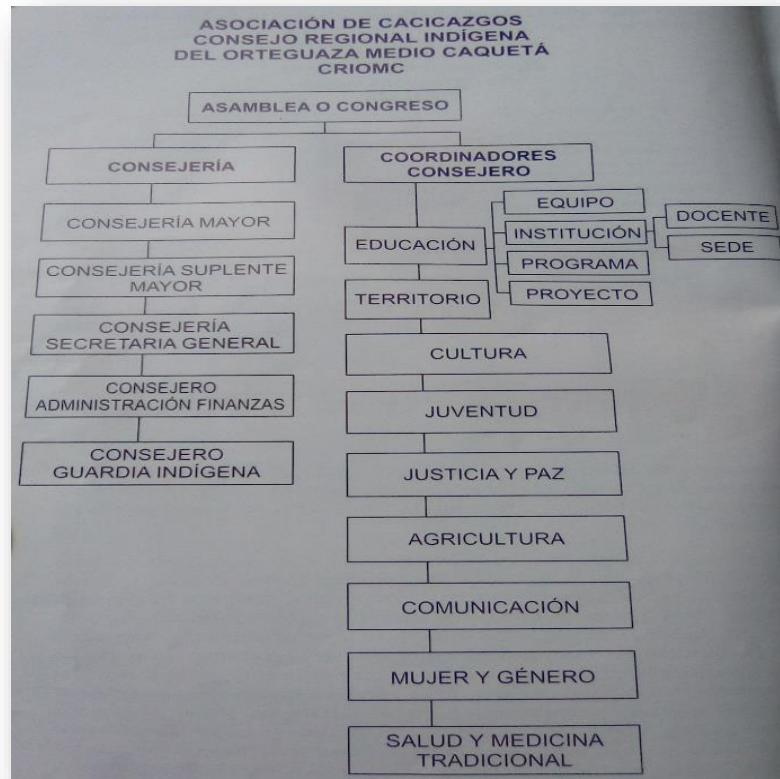 ASOCIACIÓN DE CACICAZGOS
CONSEJO REGIONAL INDÍGENA
DEL ORTEGUAZA MEDIO CAQUETÁ
CRIOMC
ASAMBLEA O CONGRESO
CONSEJERÍA
CONSEJERÍA MAYOR
CONSEJERÍA SUPLENTE
MAYOR
CONSEJERÍA
SECRETARIA GENERAL
CONSEJERO
ADMINISTRACIÓN FINANZAS
CONSEJERO
GUARDIA INDÍGENA
COORDINADORES
CONSEJERO
EDUCACIÓN
EQUIPO
INSTITUCIÓN
DOCENTE
SEDE
PROGRAMA
PROYECTO
TERRITORIO
CULTURA
JUVENTUD
JUSTICIA Y PAZ
AGRICULTURA
COMUNICACIÓN
MUJER Y GÉNERO
SALUD Y MEDICINA
TRADICIONAL